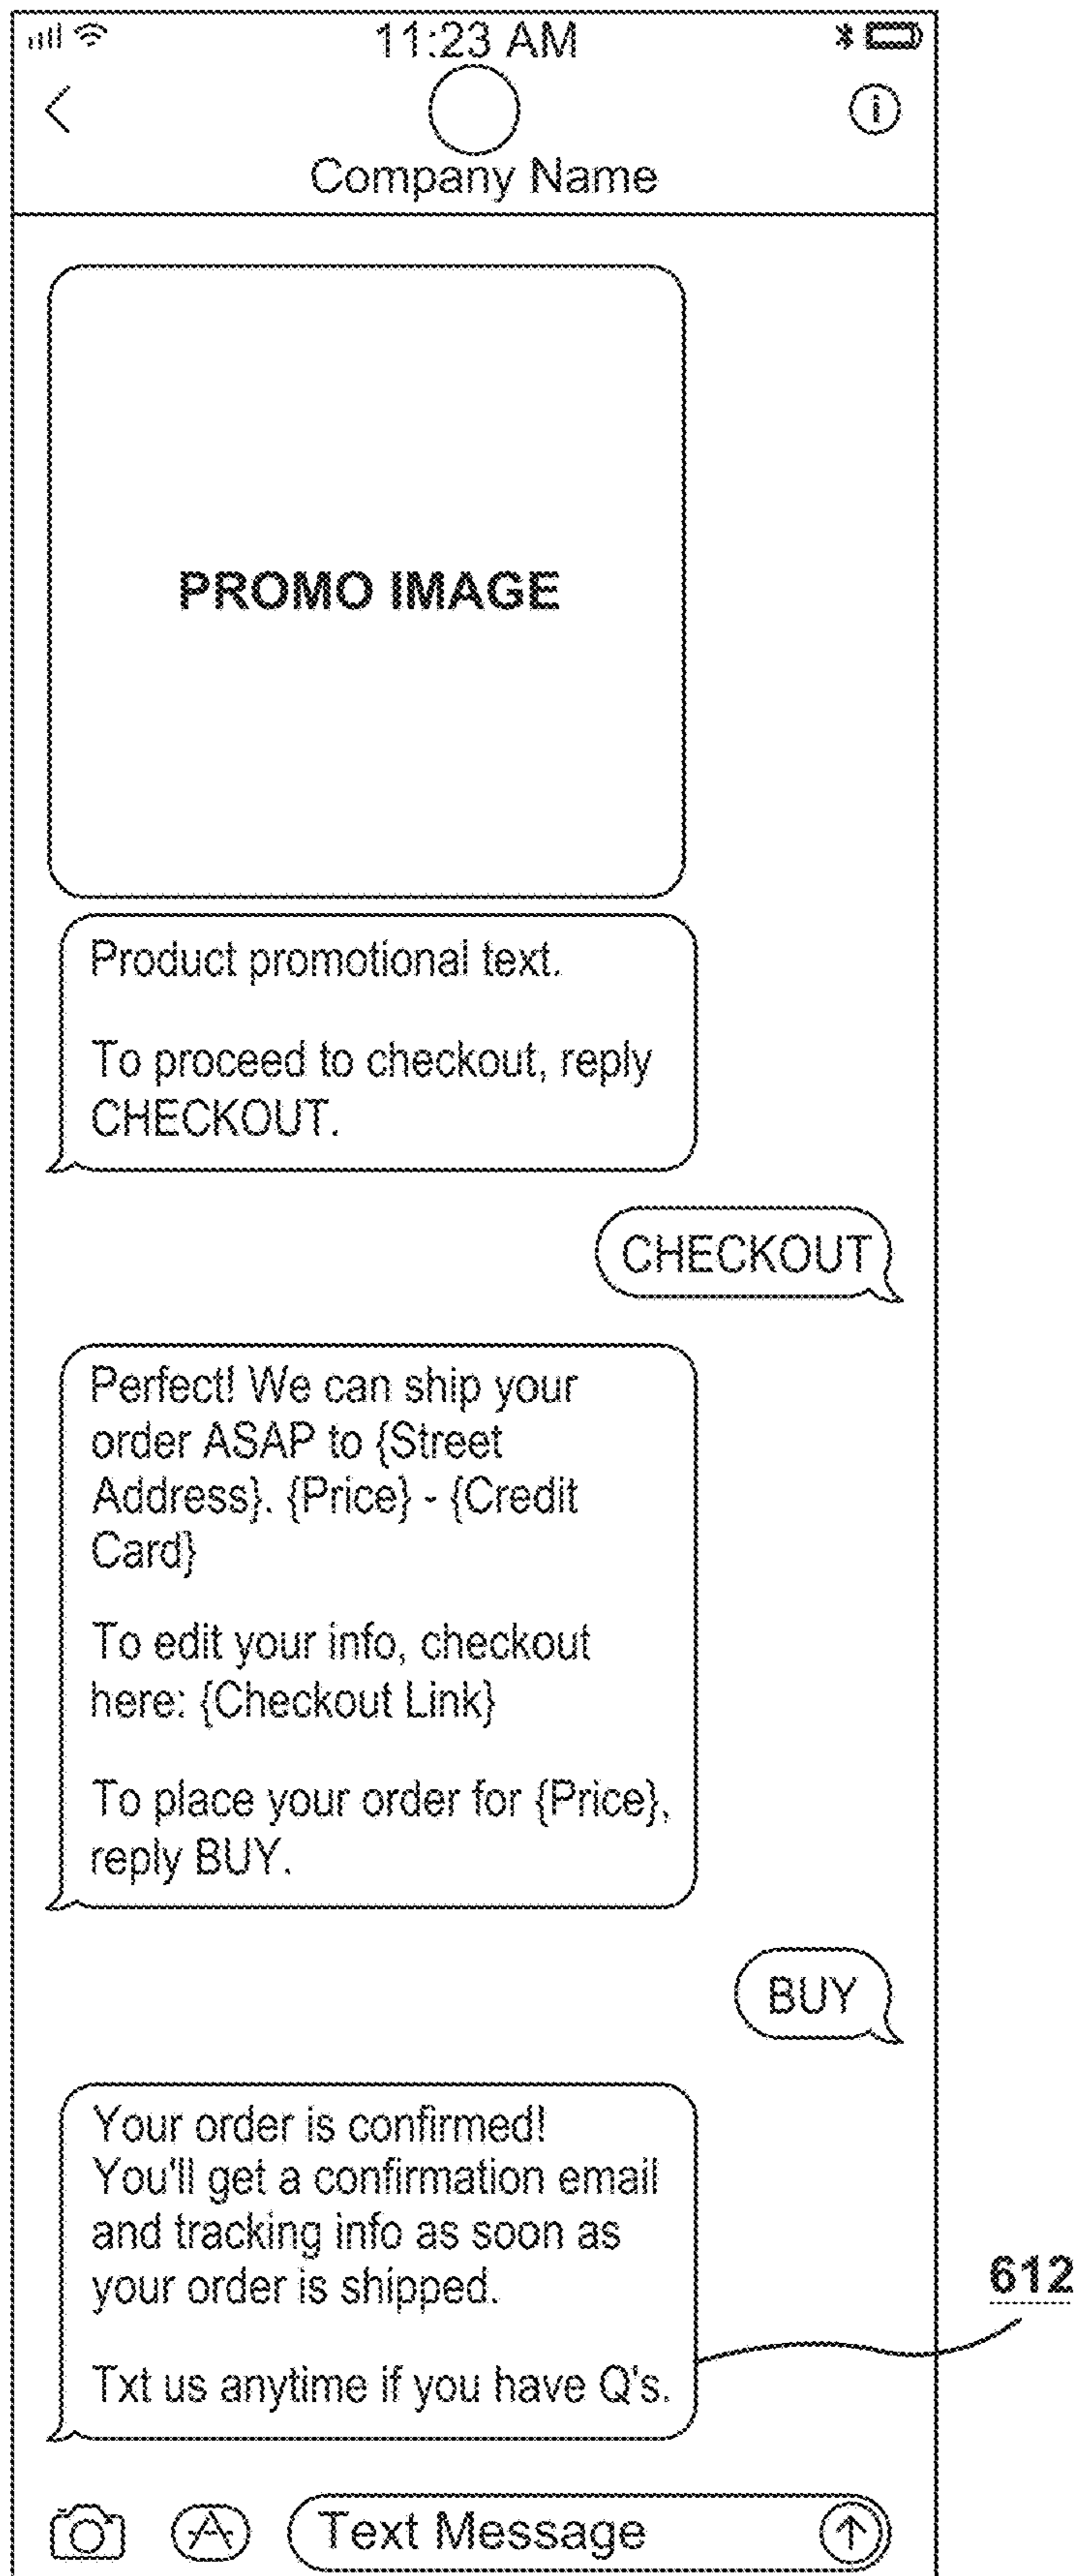 11:23 AM
Company Name
PROMO IMAGE
Product promotional text.
To proceed to checkout, reply
CHECKOUT.
CHECKOUT
Perfect! We can ship your
order ASAP to {Street
Address}. {Price} - {Credit
Card}
To edit your info, checkout
here: {Checkout Link}
To place your order for {Price},
reply BUY.
BUY
Your order is confirmed!
You'll get a confirmation email
and tracking info as soon as
your order is shipped.
612
Txt us anytime if you have Q's.
Text Message